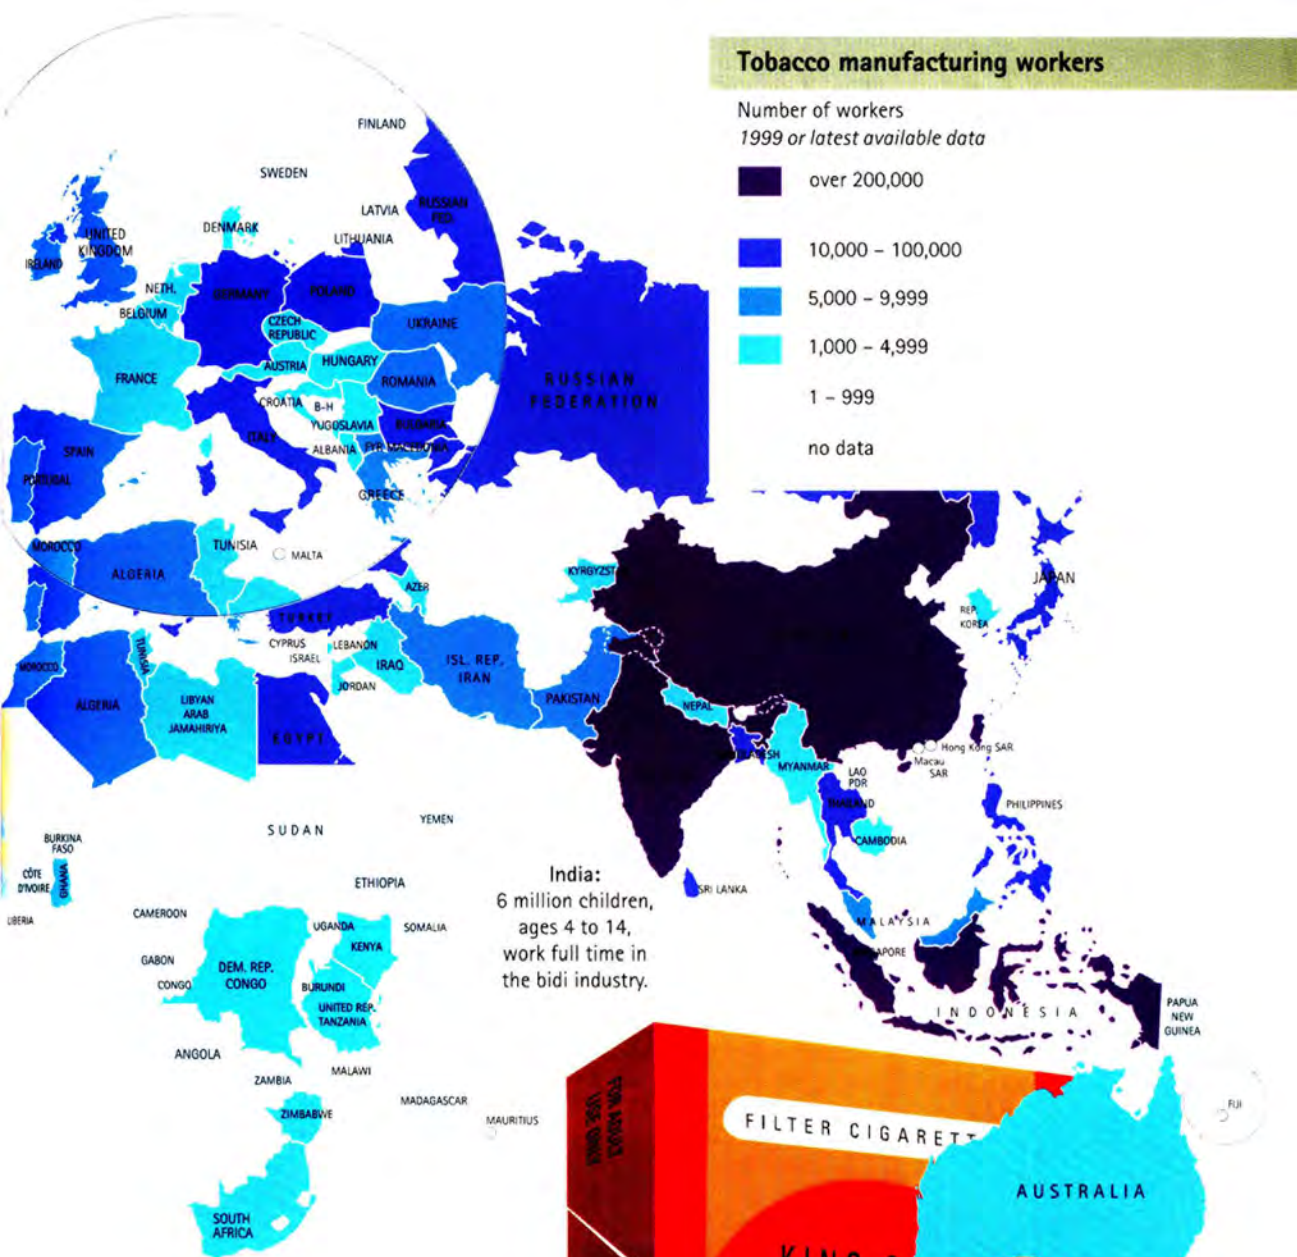 Tobacco manufacturing workers
Number of workers
1999 or latest available data
over 200,000
10,000 – 100,000
5,000 – 9,999
1,000 – 4,999
1 – 999
no data
FINLAND
SWEDEN
LATVIA
RUSSIAN
FED.
DENMARK
LITHUANIA
UNITED
KINGDOM
IRELAND
NETH.
GERMANY
POLAND
BELGIUM
CZECH
REPUBLIC
UKRAINE
AUSTRIA
HUNGARY
FRANCE
ROMANIA
CROATIA
B-H
YUGOSLAVIA
BULGARIA
ITALY
ALBANIA
FYR MACEDONIA
SPAIN
PORTUGAL
GREECE
MOROCCO
ALGERIA
TUNISIA
MALTA
RUSSIAN
FEDERATION
KYRGYZST
AZER
JAPAN
REP.
KOREA
TURKEY
CYPRUS
LEBANON
ISRAEL
IRAQ
JORDAN
ISL. REP.
IRAN
PAKISTAN
MOROCCO
ALGERIA
TUNISIA
LIBYAN
ARAB
JAMAHIRIYA
EGYPT
NEPAL
MYANMAR
LAO
PDR
Hong Kong SAR
Macau
SAR
THAILAND
CAMBODIA
PHILIPPINES
SUDAN
YEMEN
BURKINA
FASO
CÔTE
D'IVOIRE
GHANA
ETHIOPIA
CAMEROON
UGANDA
SOMALIA
KENYA
GABON
CONGO
DEM. REP.
CONGO
BURUNDI
UNITED REP.
TANZANIA
India:
6 million children,
ages 4 to 14,
work full time in
the bidi industry.
SRI LANKA
MALAYSIA
INDONESIA
PAPUA
NEW
GUINEA
ANGOLA
ZAMBIA
MALAWI
ZIMBABWE
MADAGASCAR
MAURITIUS
FIJI
SOUTH
AFRICA
FOR ADULT
USE ONLY
FILTER CIGARETT
AUSTRALIA